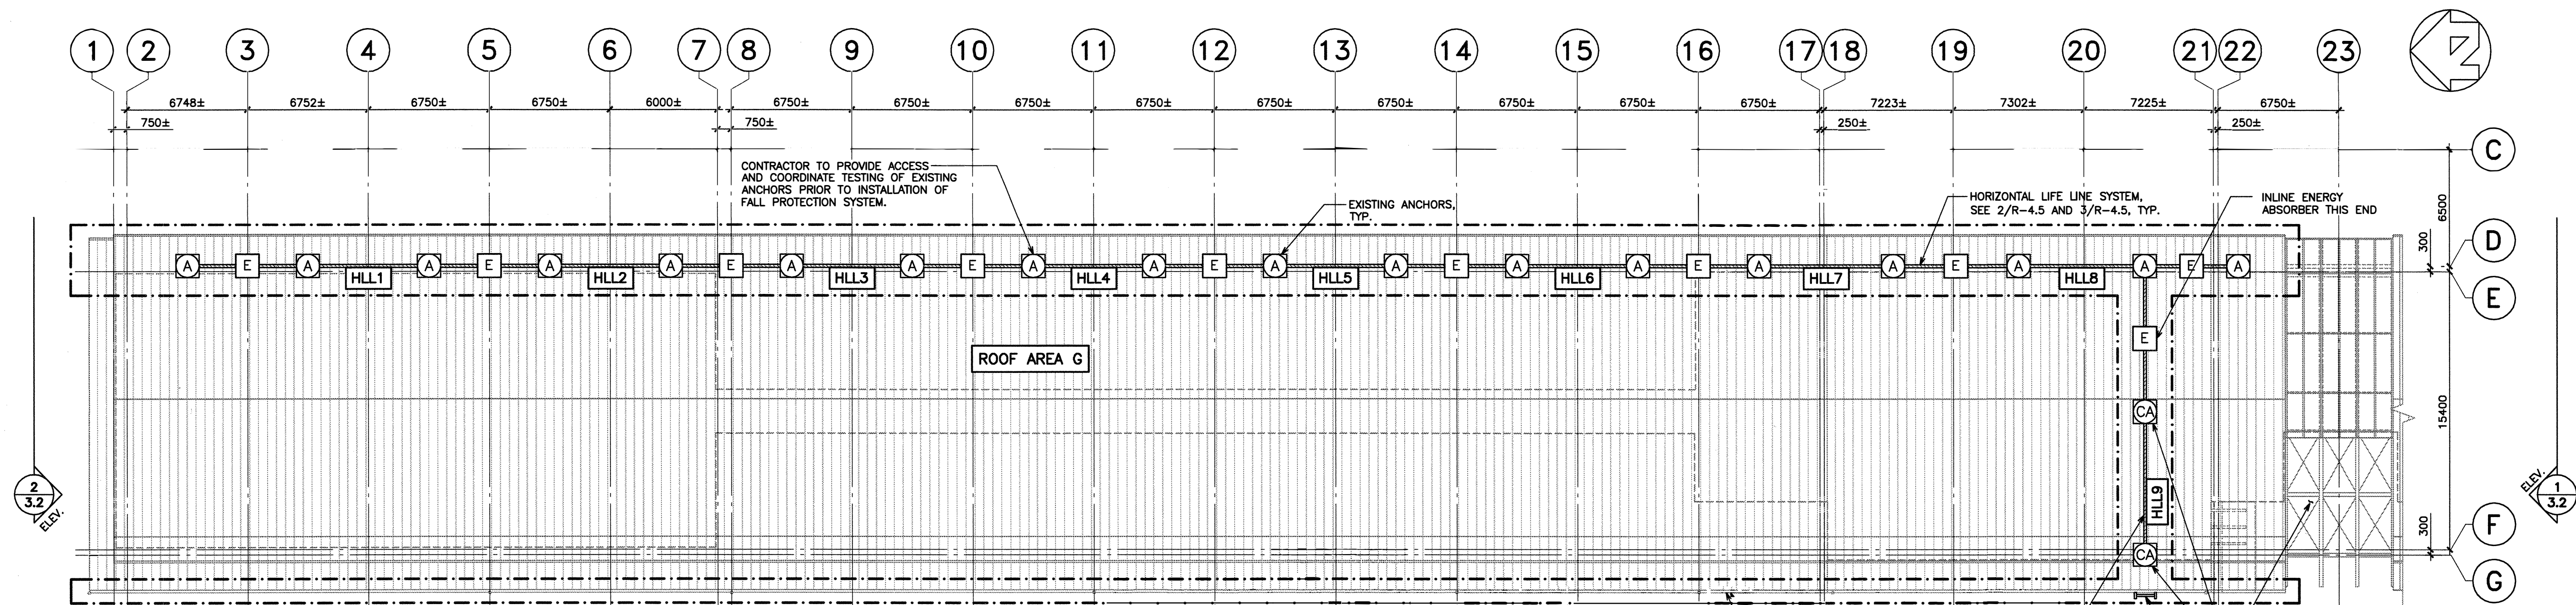 1 2 3 4 5 6 7 8 9 10 11 12 13 14 15 16 17 18 19 20 21 22 23 N
6748± 6752± 6750± 6750± 6000± 6750± 6750± 6750± 6750± 6750± 6750± 6750± 6750± 6750± 7223± 7302± 7225± 6750±
750± 750± 250± 250±
C
CONTRACTOR TO PROVIDE ACCESS
AND COORDINATE TESTING OF EXISTING
ANCHORS PRIOR TO INSTALLATION OF
FALL PROTECTION SYSTEM.
EXISTING ANCHORS,
TYP.
HORIZONTAL LIFE LINE SYSTEM,
SEE 2/R-4.5 AND 3/R-4.5, TYP.
INLINE ENERGY
ABSORBER THIS END
6500
300
D
A E A A E A A E A A E A A E A A E A A E A A E A A E A
HLL1 HLL2 HLL3 HLL4 HLL5 HLL6 HLL7 HLL8
E
E
ROOF AREA G
CA
15400
HLL9
2
3.2
ELEV.
ELEV.
1
3.2
300
F
CA
G